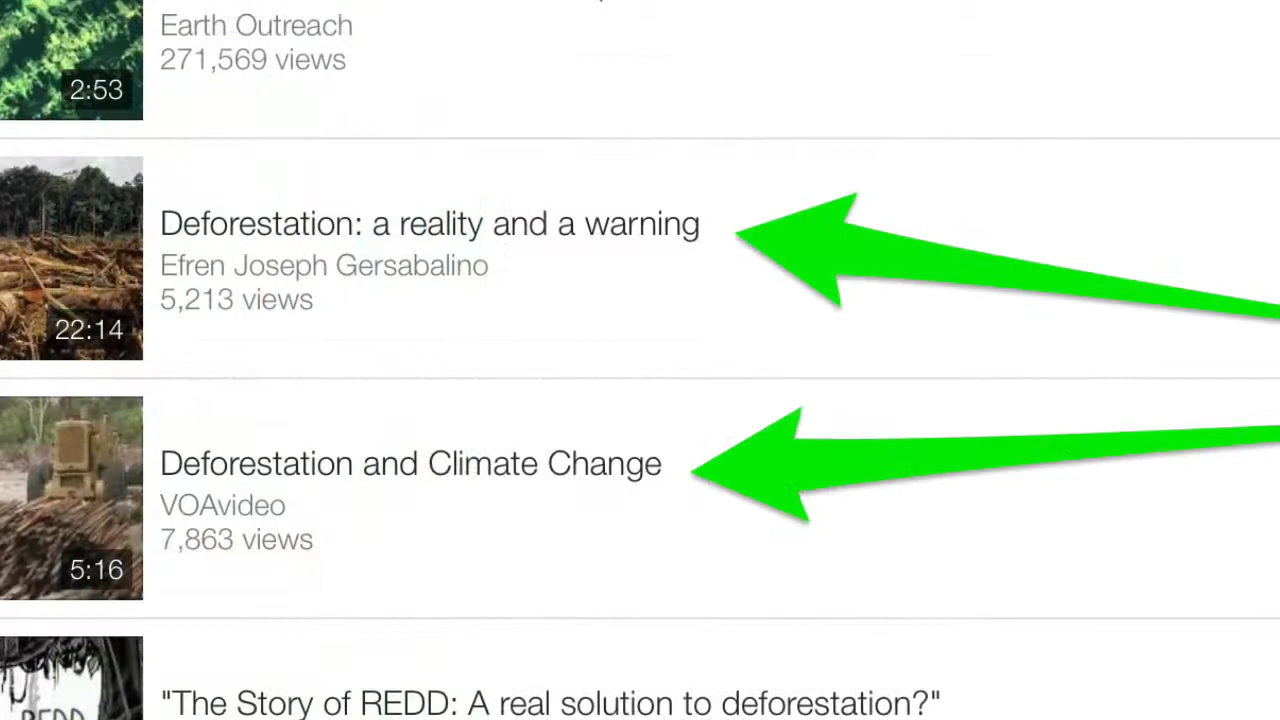 Earth Outreach
271,569 views
2:53
Deforestation: a reality and a warning
Efren Joseph Gersabalino
5,213 views
22:14
Deforestation and Climate Change
VOAvideo
7,863 views
5:16
"The Story of REDD: A real solution to deforestation?"
REDD